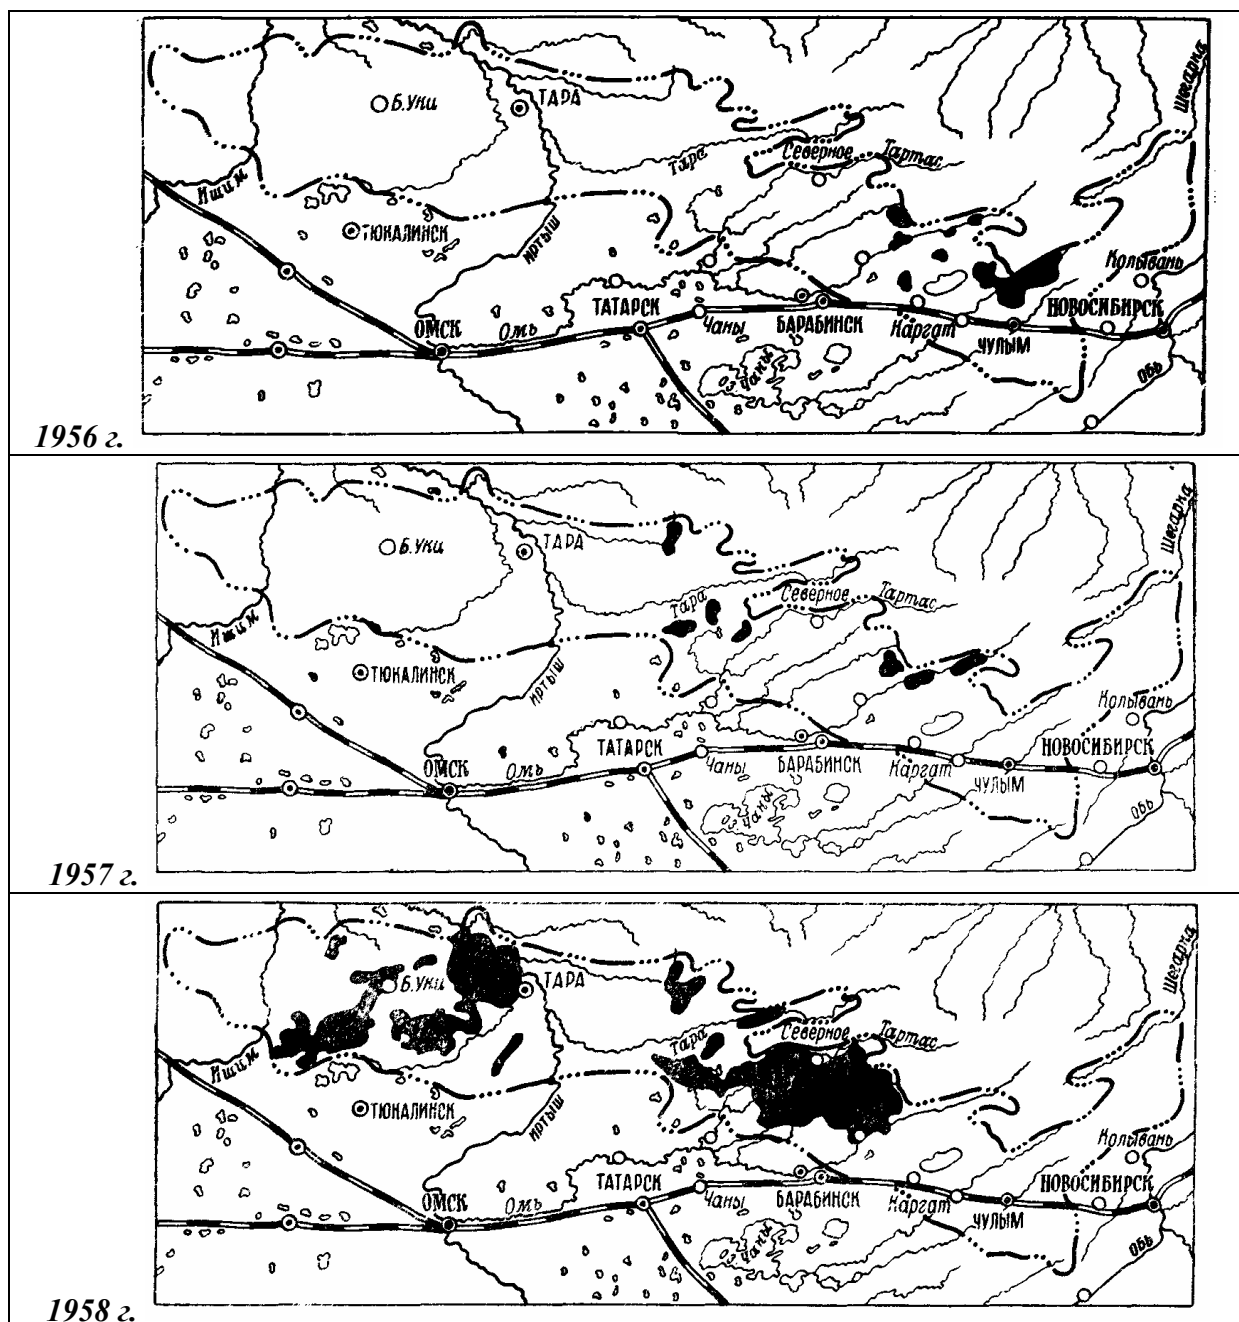 Шегарка
Б.Уки
ТАРА
Тара
Северное
Тартас
Ишим
ТЮКАЛИНСК
ИРТЫШ
Колывань
ОМСК
Омь
ТАТАРСК
Чаны
БАРАБИНСК
Каргат
ЧУЛЫМ
НОВОСИБИРСК
оз. Чаны
Обь
1956 г.
Шегарка
Б.Уки
ТАРА
Тара
Северное
Тартас
Ишим
ТЮКАЛИНСК
ИРТЫШ
Колывань
ОМСК
Омь
ТАТАРСК
Чаны
БАРАБИНСК
Каргат
ЧУЛЫМ
НОВОСИБИРСК
оз. Чаны
Обь
1957 г.
Шегарка
Б.Уки
ТАРА
Тара
Северное
Тартас
Ишим
ТЮКАЛИНСК
ИРТЫШ
Колывань
ОМСК
Омь
ТАТАРСК
Чаны
БАРАБИНСК
Каргат
ЧУЛЫМ
НОВОСИБИРСК
оз. Чаны
Обь
1958 г.